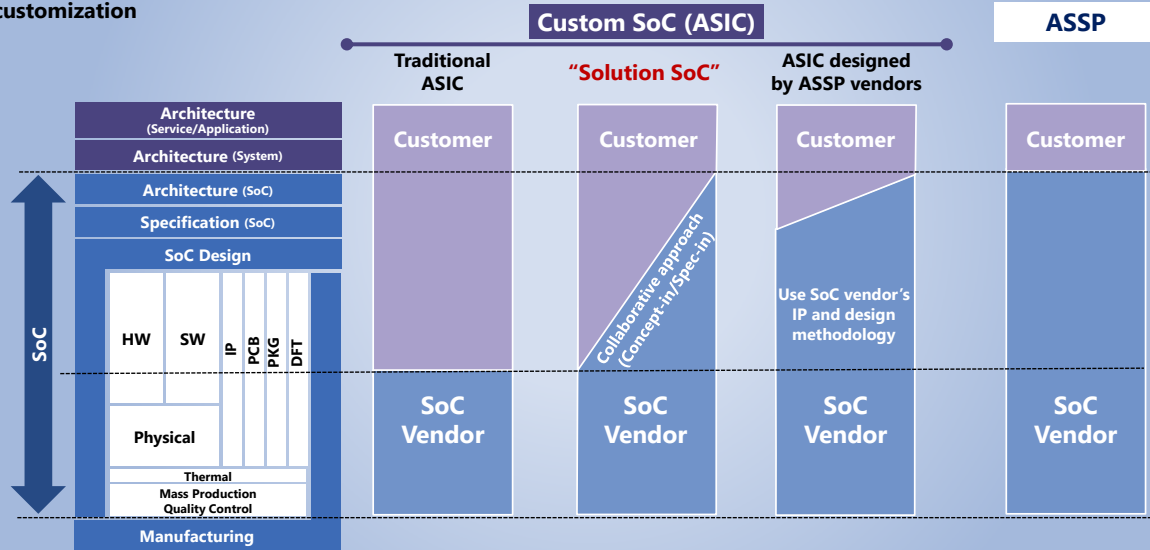 customization
Custom SoC (ASIC)
ASSP
Traditional
ASIC
“Solution SoC”
ASIC designed
by ASSP vendors
Architecture
(Service/Application)
Architecture (System)
Architecture (SoC)
Specification (SoC)
SoC Design
HW
SW
IP
PCB
PKG
DFT
Physical
Thermal
Mass Production
Quality Control
Manufacturing
SoC
Customer
SoC
Vendor
Customer
Collaborative approach
(Concept-in/Spec-in)
SoC
Vendor
Customer
Use SoC vendor’s
IP and design
methodology
SoC
Vendor
Customer
SoC
Vendor